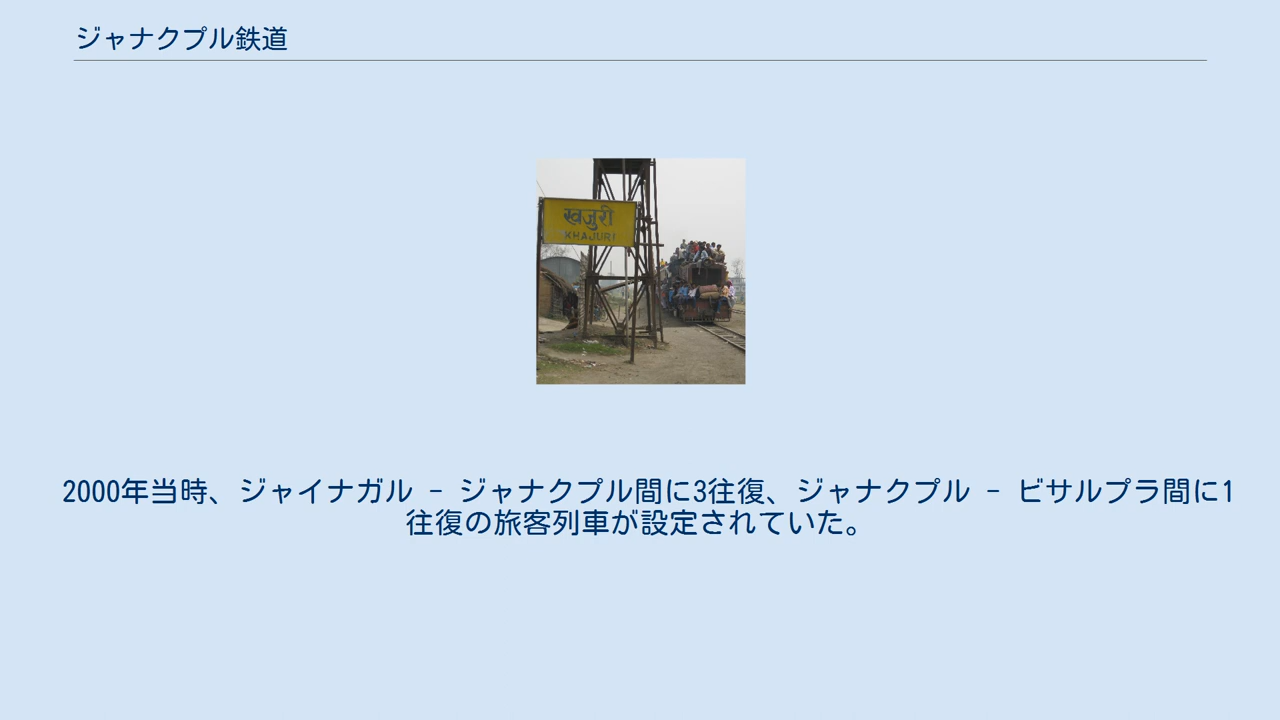 ジャナクプル鉄道
खजुरी
KHAJURI
2000年当時、ジャイナガル － ジャナクプル間に3往復、ジャナクプル － ビサルプラ間に1
往復の旅客列車が設定されていた。